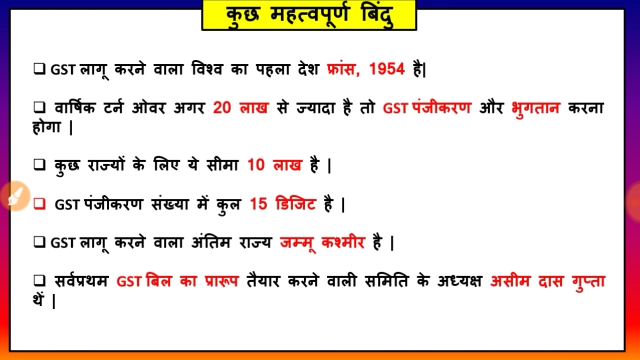 कुछ महत्वपूर्ण बिंदु
❑ GST लागू करने वाला विश्व का पहला देश फ्रांस, 1954 है|
❑ वार्षिक टर्न ओवर अगर 20 लाख से ज्यादा है तो GST पंजीकरण और भुगतान करना
होगा |
❑ कुछ राज्यों के लिए ये सीमा 10 लाख है |
❑ GST पंजीकरण संख्या में कुल 15 डिजिट है |
❑ GST लागू करने वाला अंतिम राज्य जम्मू कश्मीर है |
❑ सर्वप्रथम GST बिल का प्रारूप तैयार करने वाली समिति के अध्यक्ष असीम दास गुप्ता
थें |